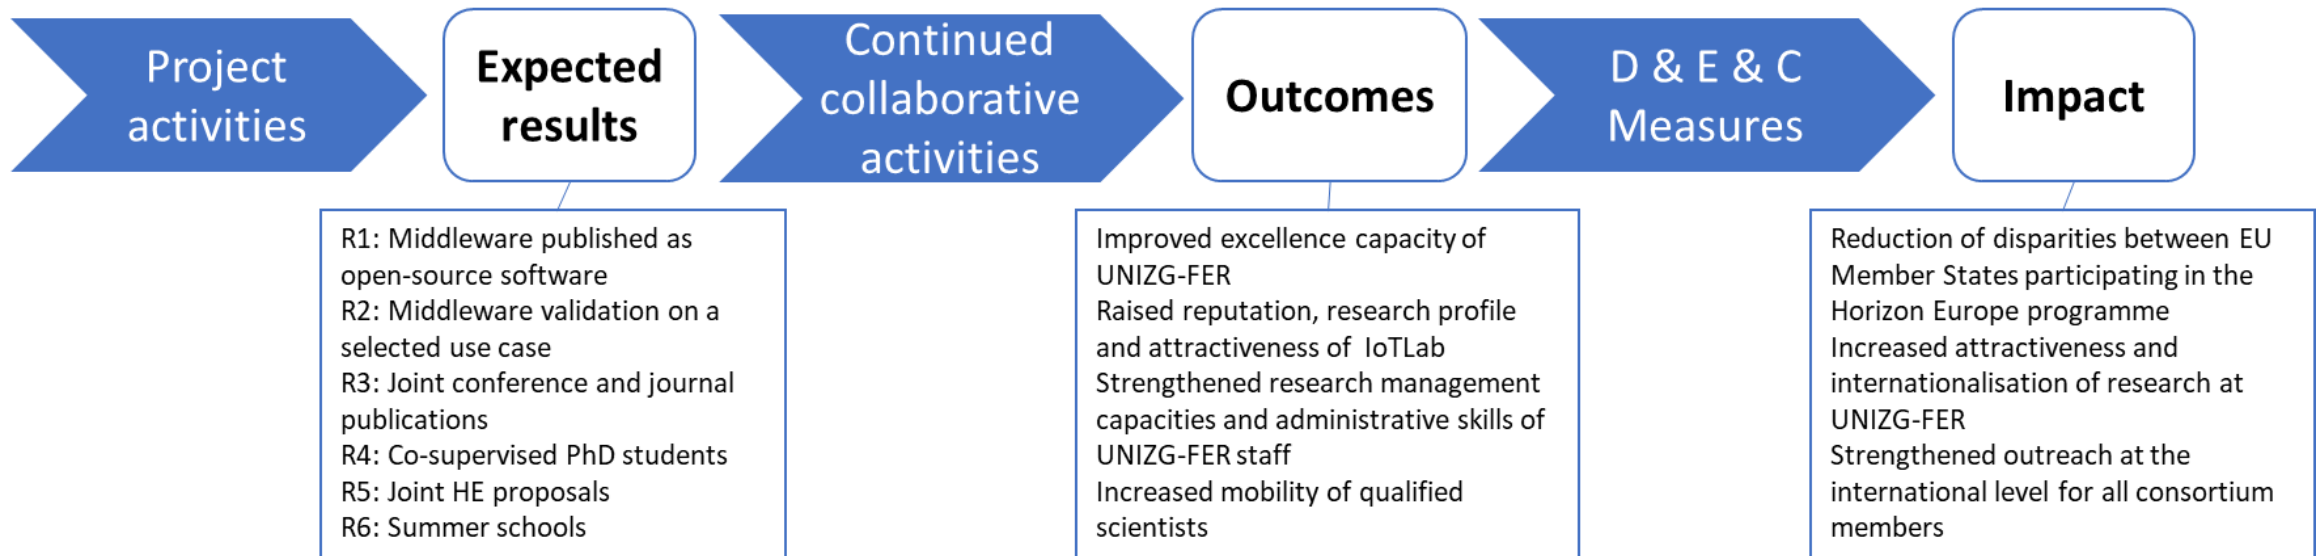 Project
activities
Expected
results
Continued
collaborative
activities
Outcomes
D & E & C
Measures
Impact
R1: Middleware published as
open-source software
R2: Middleware validation on a
selected use case
R3: Joint conference and journal
publications
R4: Co-supervised PhD students
R5: Joint HE proposals
R6: Summer schools
Improved excellence capacity of
UNIZG-FER
Raised reputation, research profile
and attractiveness of IoTLab
Strengthened research management
capacities and administrative skills of
UNIZG-FER staff
Increased mobility of qualified
scientists
Reduction of disparities between EU
Member States participating in the
Horizon Europe programme
Increased attractiveness and
internationalisation of research at
UNIZG-FER
Strengthened outreach at the
international level for all consortium
members